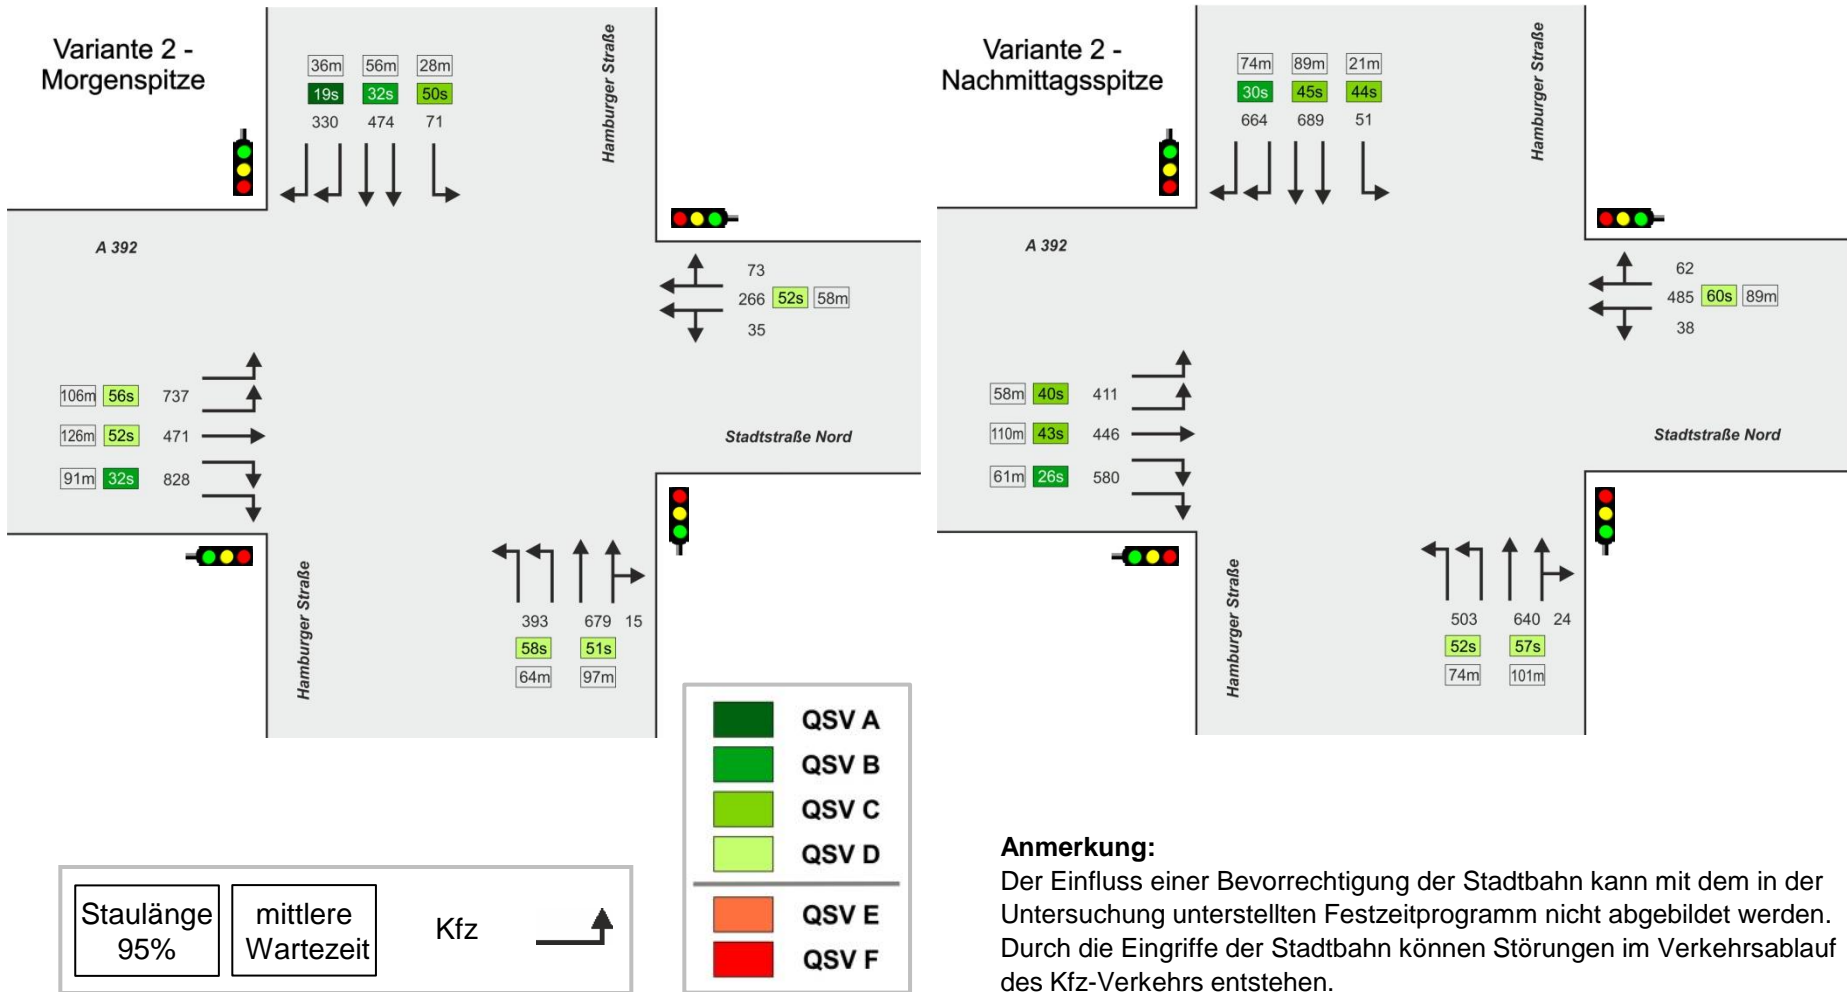 Variante 2 -
Morgenspitze
36m 56m 28m
19s 32s 50s
330 474 71
Hamburger Straße
A 392
73
266 52s 58m
35
106m 56s 737
126m 52s 471
91m 32s 828
Stadtstraße Nord
Hamburger Straße
393 679 15
58s 51s
64m 97m
Variante 2 -
Nachmittagsspitze
74m 89m 21m
30s 45s 44s
664 689 51
Hamburger Straße
A 392
62
485 60s 89m
38
58m 40s 411
110m 43s 446
61m 26s 580
Stadtstraße Nord
Hamburger Straße
503 640 24
52s 57s
74m 101m
QSV A
QSV B
QSV C
QSV D
QSV E
QSV F
Staulänge
95%
mittlere
Wartezeit
Kfz
Anmerkung:
Der Einfluss einer Bevorrechtigung der Stadtbahn kann mit dem in der
Untersuchung unterstellten Festzeitprogramm nicht abgebildet werden.
Durch die Eingriffe der Stadtbahn können Störungen im Verkehrsablauf
des Kfz-Verkehrs entstehen.